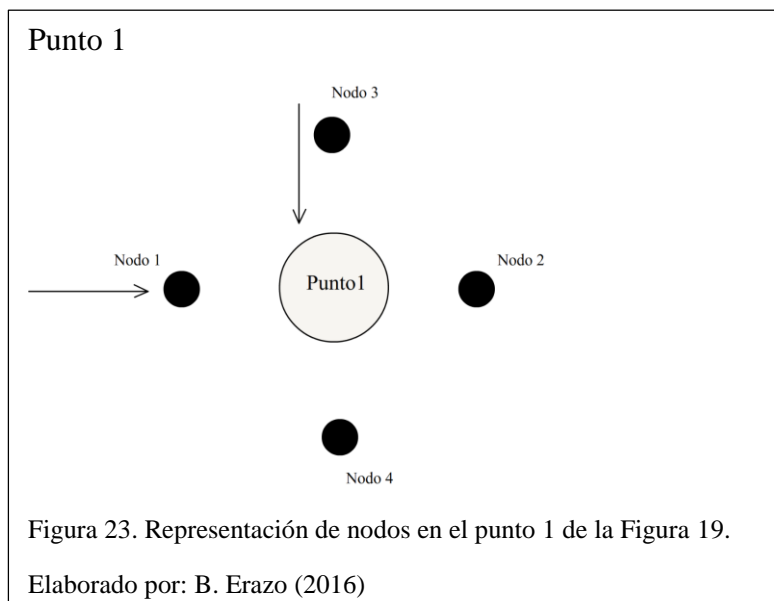 Punto 1
Nodo 3
Nodo 1
Punto1
Nodo 2
Nodo 4
Figura 23. Representación de nodos en el punto 1 de la Figura 19.
Elaborado por: B. Erazo (2016)